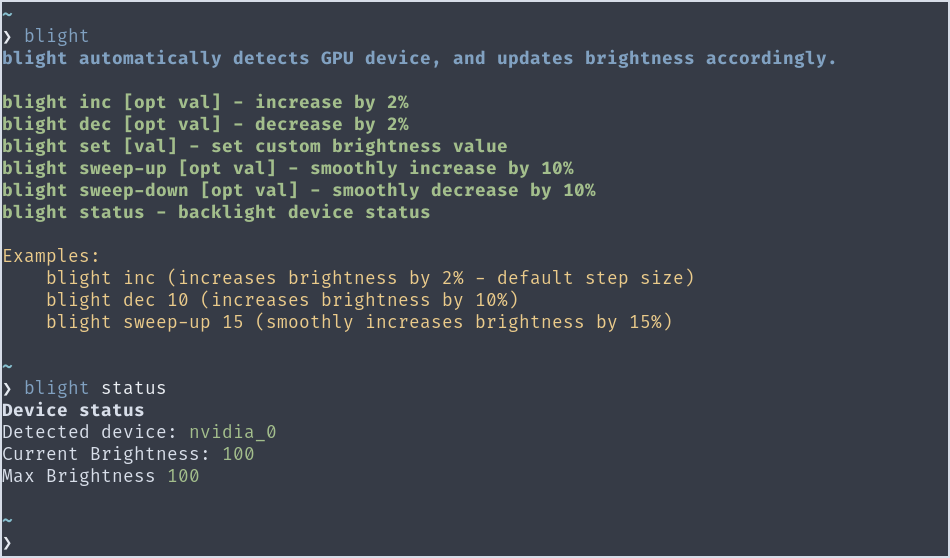 ~
❯ blight
blight automatically detects GPU device, and updates brightness accordingly.

blight inc [opt val] - increase by 2%
blight dec [opt val] - decrease by 2%
blight set [val] - set custom brightness value
blight sweep-up [opt val] - smoothly increase by 10%
blight sweep-down [opt val] - smoothly decrease by 10%
blight status - backlight device status

Examples:
    blight inc (increases brightness by 2% - default step size)
    blight dec 10 (increases brightness by 10%)
    blight sweep-up 15 (smoothly increases brightness by 15%)

~
❯ blight status
Device status
Detected device: nvidia_0
Current Brightness: 100
Max Brightness 100

~
❯